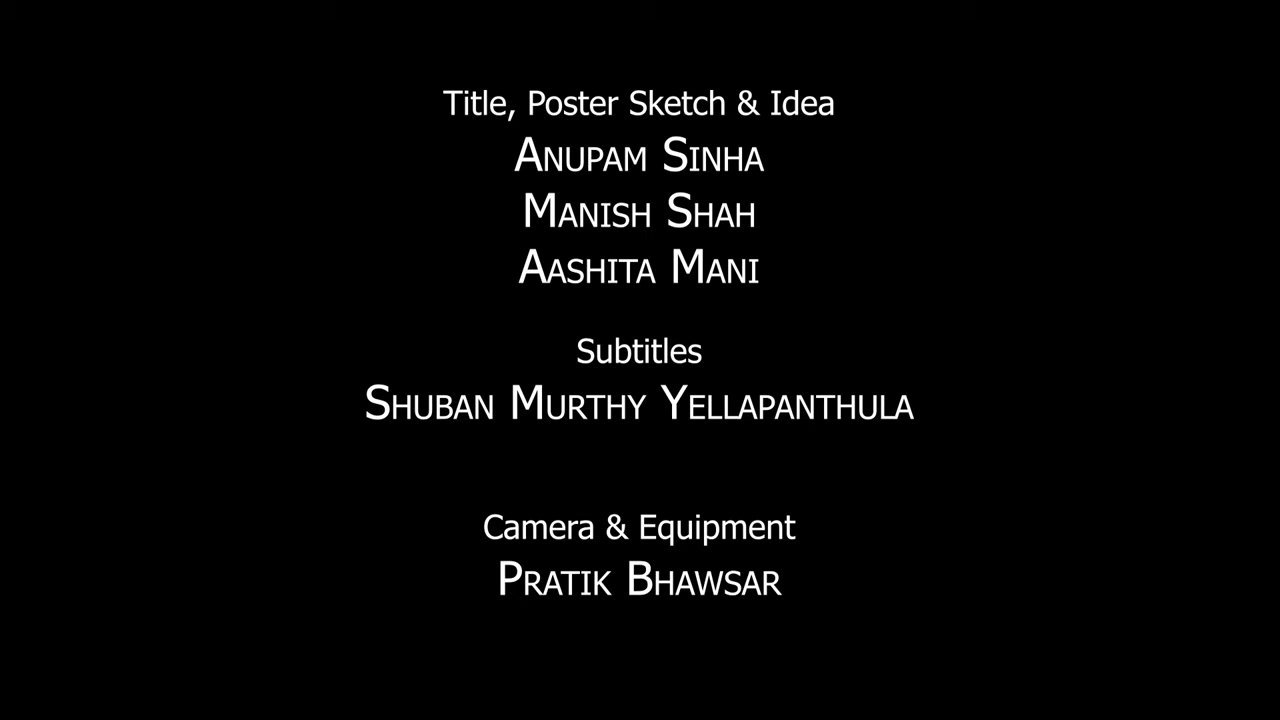 Title, Poster Sketch & Idea
ANUPAM SINHA
MANISH SHAH
AASHITA MANI
Subtitles
SHUBAN MURTHY YELLAPANTHULA
Camera & Equipment
PRATIK BHAWSAR